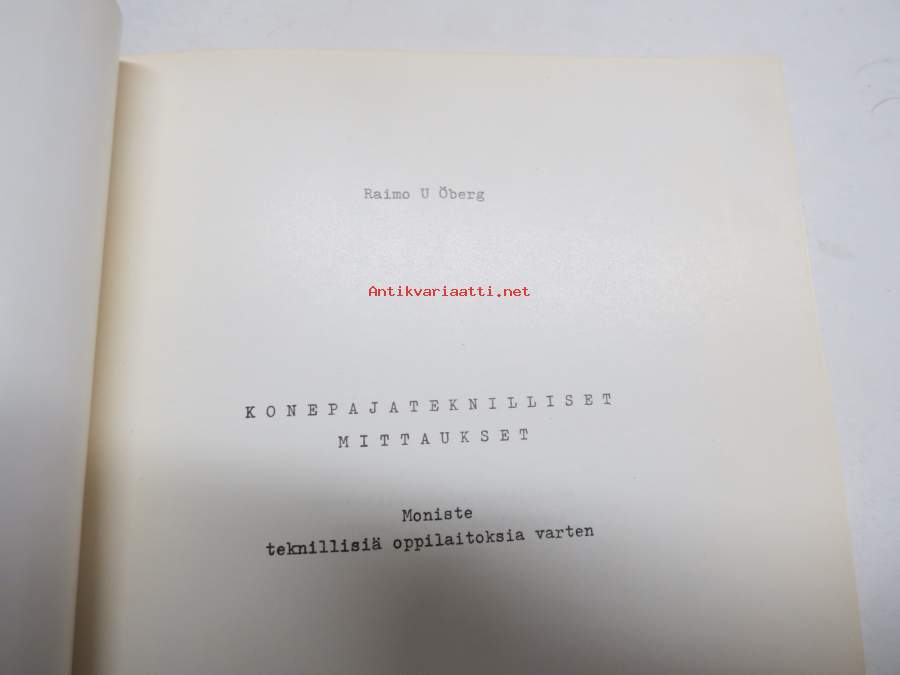 Raimo U Öberg
Antikvariaatti.net
KONEPAJATEKNILLISET
MITTAUKSET
Moniste
teknillisiä oppilaitoksia varten